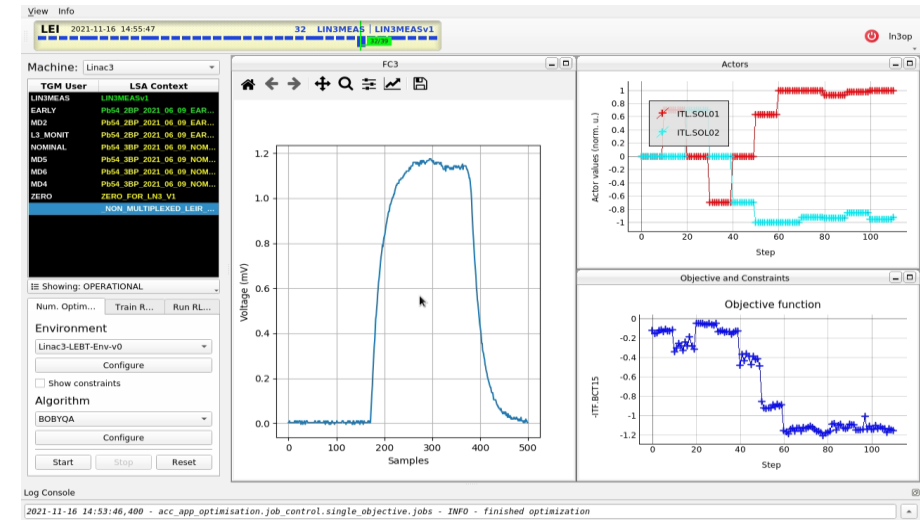 View Info
LEI 2021-11-16 14:55:47 32 LIN3MEAS | LIN3MEASv1
32/39
ln3op
Machine: Linac3
TGM User LSA Context
LIN3MEAS LIN3MEASv1
EARLY Pb54_2BP_2021_06_09_EAR...
MD2 Pb54_2BP_2021_06_09_EAR...
L3_MONIT Pb54_2BP_2021_06_09_EAR...
NOMINAL Pb54_3BP_2021_06_09_NOM...
MD5 Pb54_3BP_2021_06_09_NOM...
MD6 Pb54_3BP_2021_06_09_NOM...
MD4 Pb54_3BP_2021_06_09_NOM...
ZERO ZERO_FOR_LN3_V1
_NON_MULTIPLEXED_LEIR_...
Showing: OPERATIONAL
Num. Optim... Train R... Run RL...
Environment
Linac3-LEBT-Env-v0
Configure
Show constraints
Algorithm
BOBYQA
Configure
Start Stop Reset
FC3
Voltage (mV)
1.2
1.0
0.8
0.6
0.4
0.2
0.0
0 100 200 300 400 500
Samples
Actors
Actor values (norm. u.)
1
0.8
0.6
0.4
0.2
0
-0.2
-0.4
-0.6
-0.8
-1
ITL.SOL01
ITL.SOL02
0 20 40 60 80 100
Step
Objective and Constraints
Objective function
-ITF.BCT15
0
-0.2
-0.4
-0.6
-0.8
-1
-1.2
0 20 40 60 80 100
Step
Log Console
2021-11-16 14:53:46,400 - acc_app_optimisation.job_control.single_objective.jobs - INFO - finished optimization